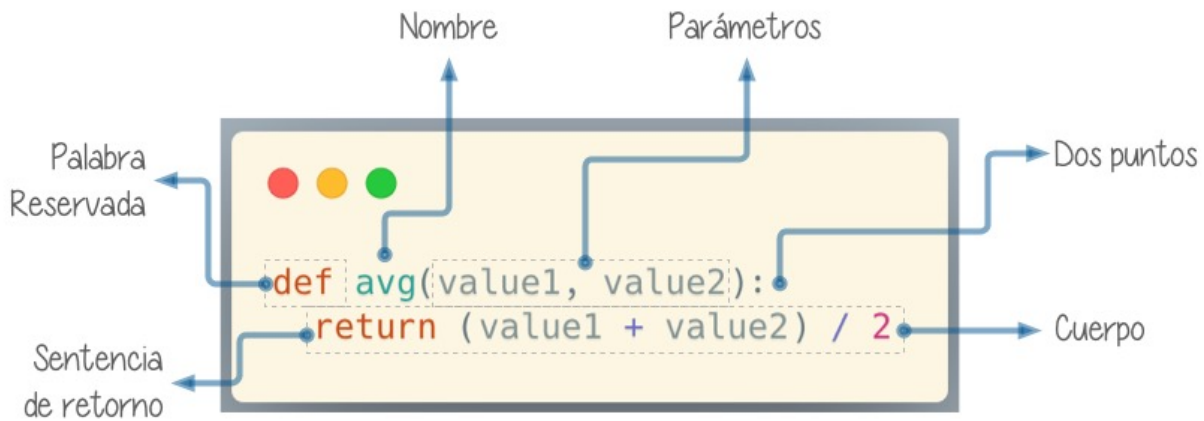 Nombre
Parámetros
Palabra
Reservada
Dos puntos
def avg(value1, value2):
return (value1 + value2) / 2
Sentencia
de retorno
Cuerpo